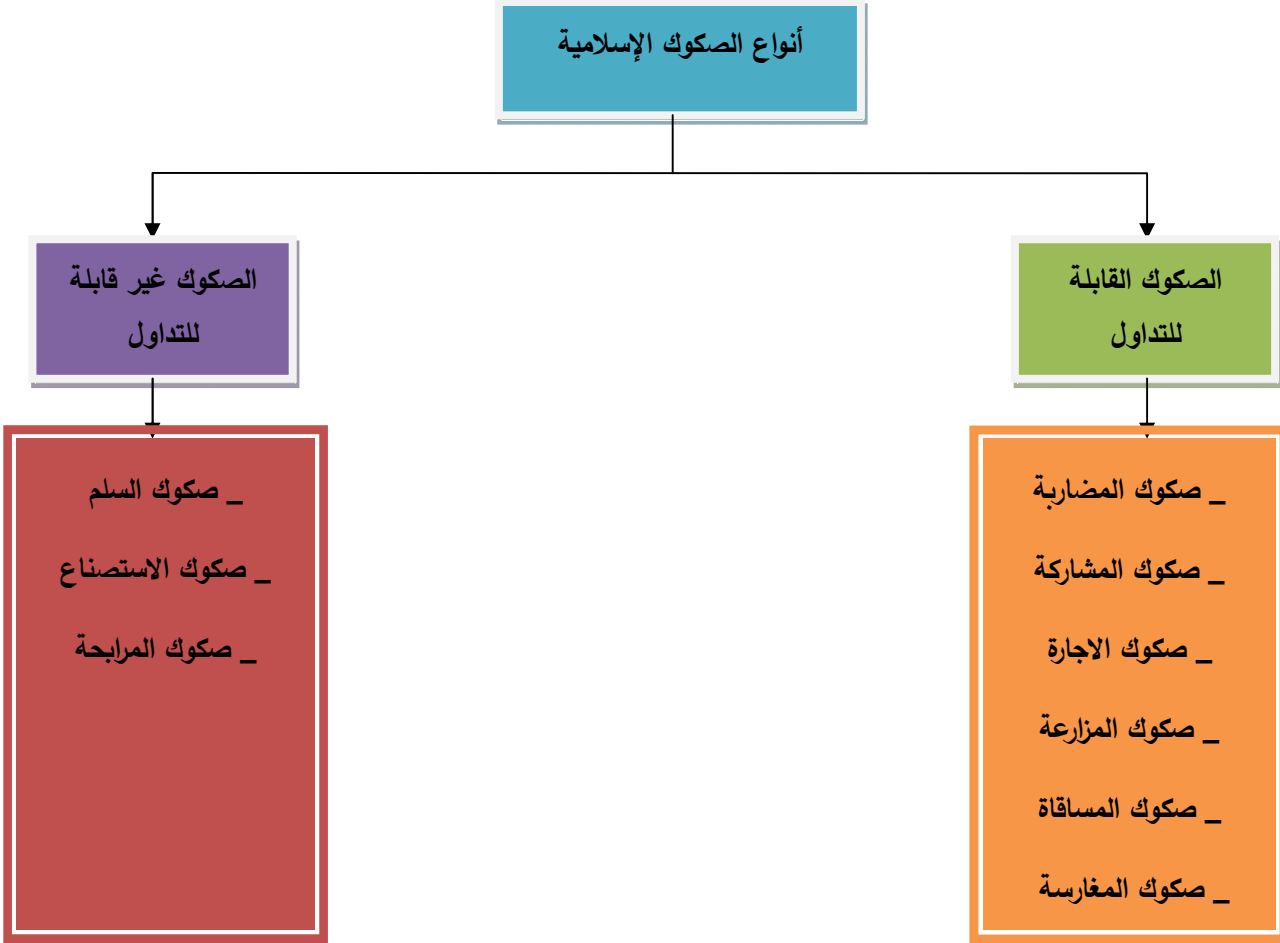 أنواع الصكوك الإسلامية
الصكوك القابلة
للتداول
_ صكوك المضاربة
_ صكوك المشاركة
_ صكوك الاجارة
_ صكوك المزارعة
_ صكوك المساقاة
_ صكوك المغارسة
الصكوك غير قابلة
للتداول
_ صكوك السلم
_ صكوك الاستصناع
_ صكوك المرابحة